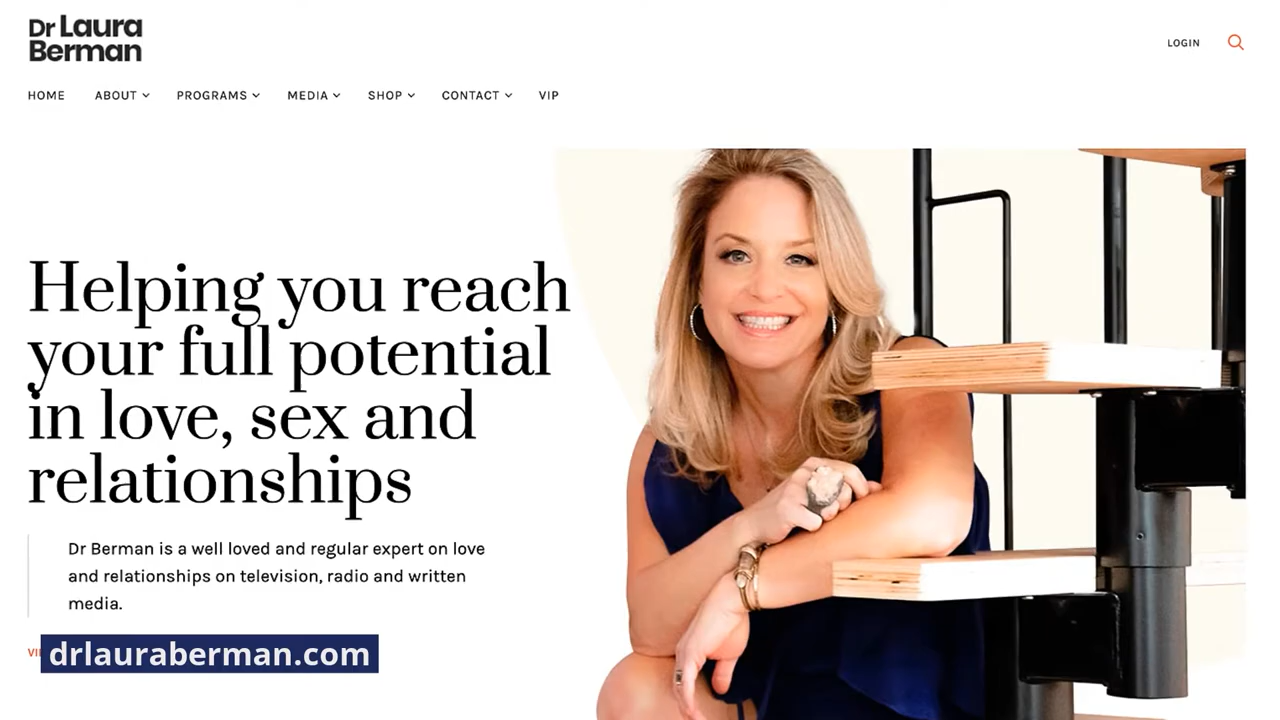 Dr Laura
Berman
LOGIN
HOME ABOUT PROGRAMS MEDIA SHOP CONTACT VIP
Helping you reach
your full potential
in love, sex and
relationships
Dr Berman is a well loved and regular expert on love
and relationships on television, radio and written
media.
drlauraberman.com